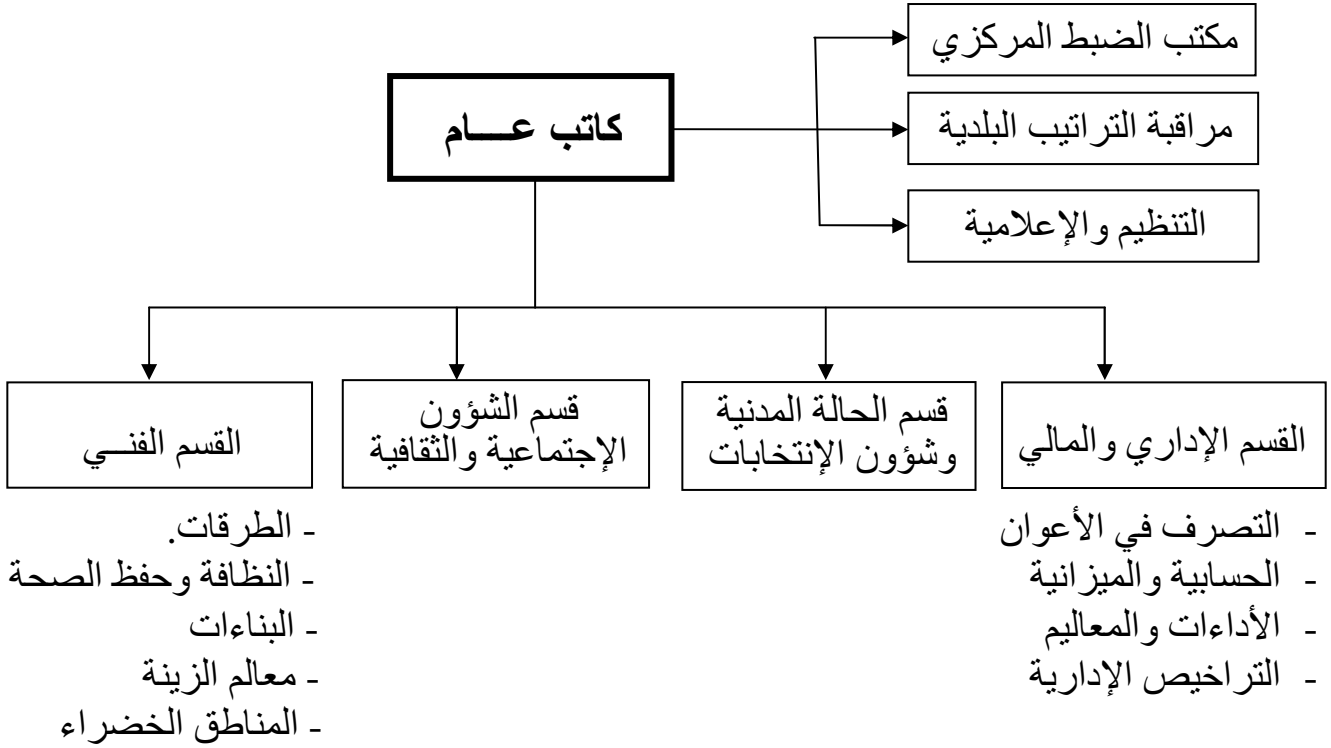 مكتب الضبط المركزي
كاتب عـــام
مراقبة التراتيب البلدية
التنظيم والإعلامية
القسم الإداري والمالي
- التصرف في الأعوان
- الحسابية والميزانية
- الأداءات والمعاليم
- التراخيص الإدارية
قسم الحالة المدنية
وشؤون الإنتخابات
قسم الشؤون
الإجتماعية والثقافية
القسم الفنــي
- الطرقات.
- النظافة وحفظ الصحة
- البناءات
- معالم الزينة
- المناطق الخضراء